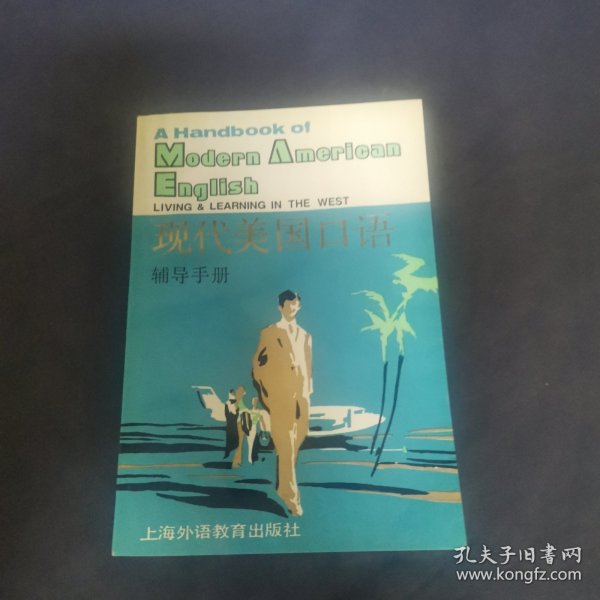 A Handbook of
Modern American
English
LIVING & LEARNING IN THE WEST
现代美国口语
辅导手册
上海外语教育出版社
孔夫子旧书网
www.kongfz.com